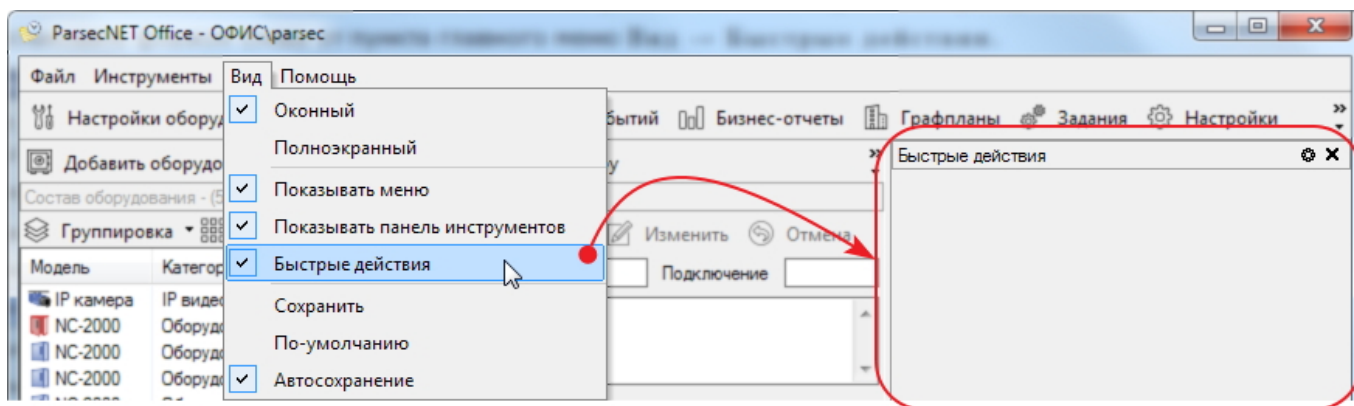 ParsecNET Office - ОФИС\parsec
Файл Инструменты Вид Помощь
Настройки оборуд бытий Бизнес-отчеты Графпланы Задания Настройки
Добавить оборудо Быстрые действия
Состав оборудования - (5
Группировка Изменить Отмена
Модель Категор Подключение
IP камера IP видео
NC-2000 Оборудо
NC-2000 Оборудо
NC-2000 Оборудо
Оконный
Полноэкранный
Показывать меню
Показывать панель инструментов
Быстрые действия
Сохранить
По-умолчанию
Автосохранение